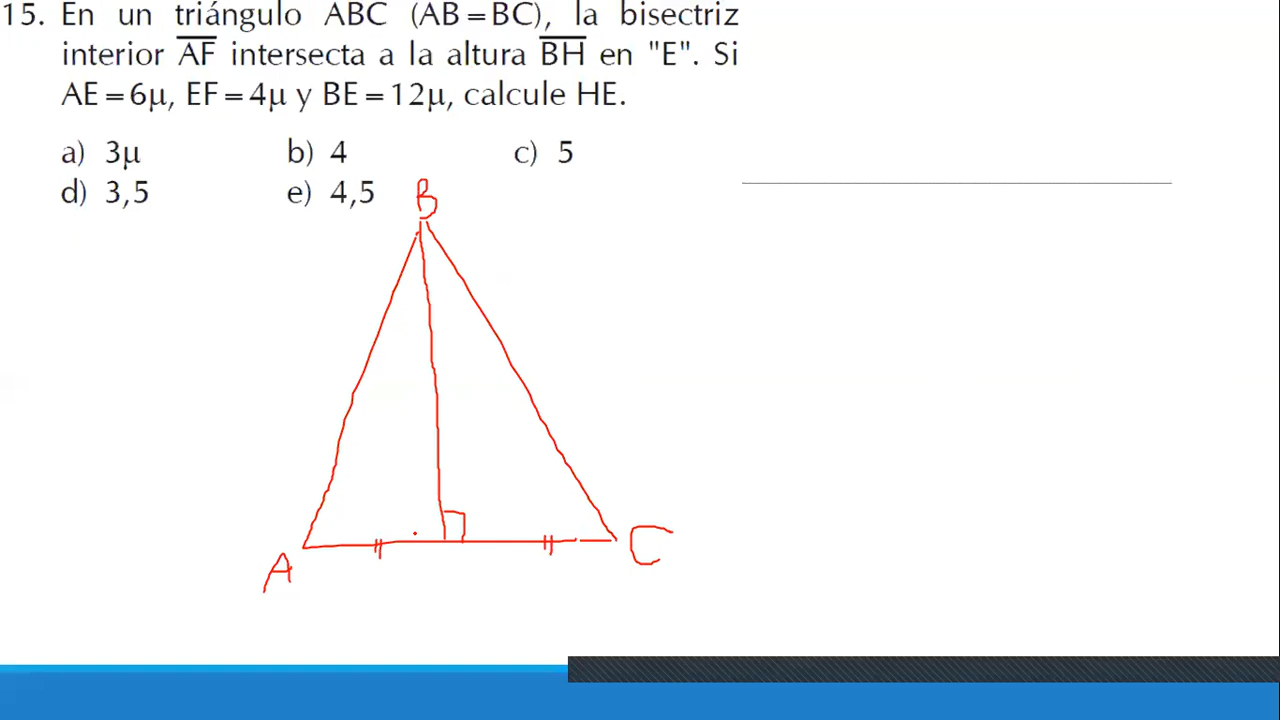 15. En un triángulo ABC (AB=BC), la bisectriz
interior AF intersecta a la altura BH en "E". Si
AE=6μ, EF=4μ y BE=12μ, calcule HE.
a) 3μ b) 4 c) 5
d) 3,5 e) 4,5
B
A
C